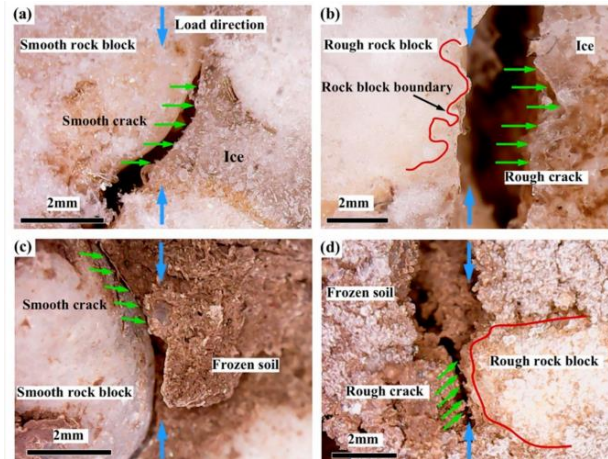 (a)
Load direction
Smooth rock block
Smooth crack
Ice
2mm
(b)
Rough rock block
Ice
Rock block boundary
Rough crack
2mm
(c)
Smooth crack
Smooth rock block
Frozen soil
2mm
(d)
Frozen soil
Rough rock block
Rough crack
2mm